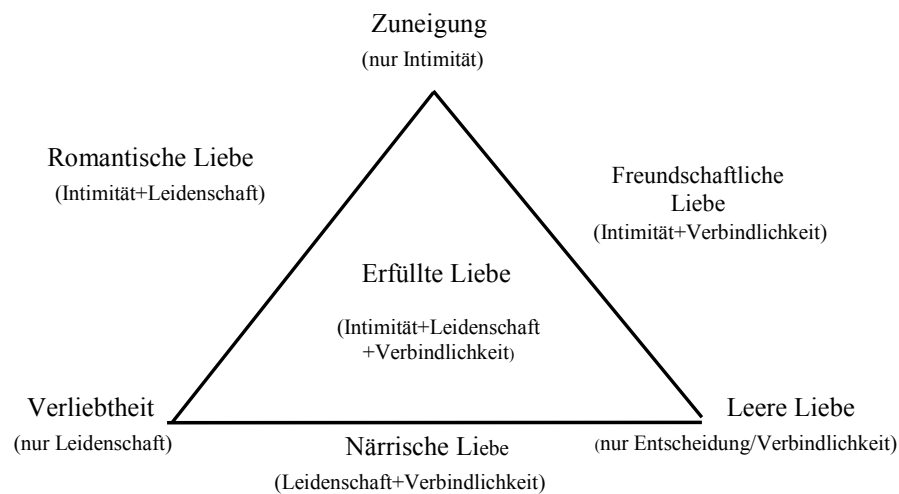 Zuneigung
(nur Intimität)
Romantische Liebe
(Intimität+Leidenschaft)
Freundschaftliche
Liebe
(Intimität+Verbindlichkeit)
Erfüllte Liebe
(Intimität+Leidenschaft
+Verbindlichkeit)
Verliebtheit
(nur Leidenschaft)
Närrische Liebe
(Leidenschaft+Verbindlichkeit)
Leere Liebe
(nur Entscheidung/Verbindlichkeit)